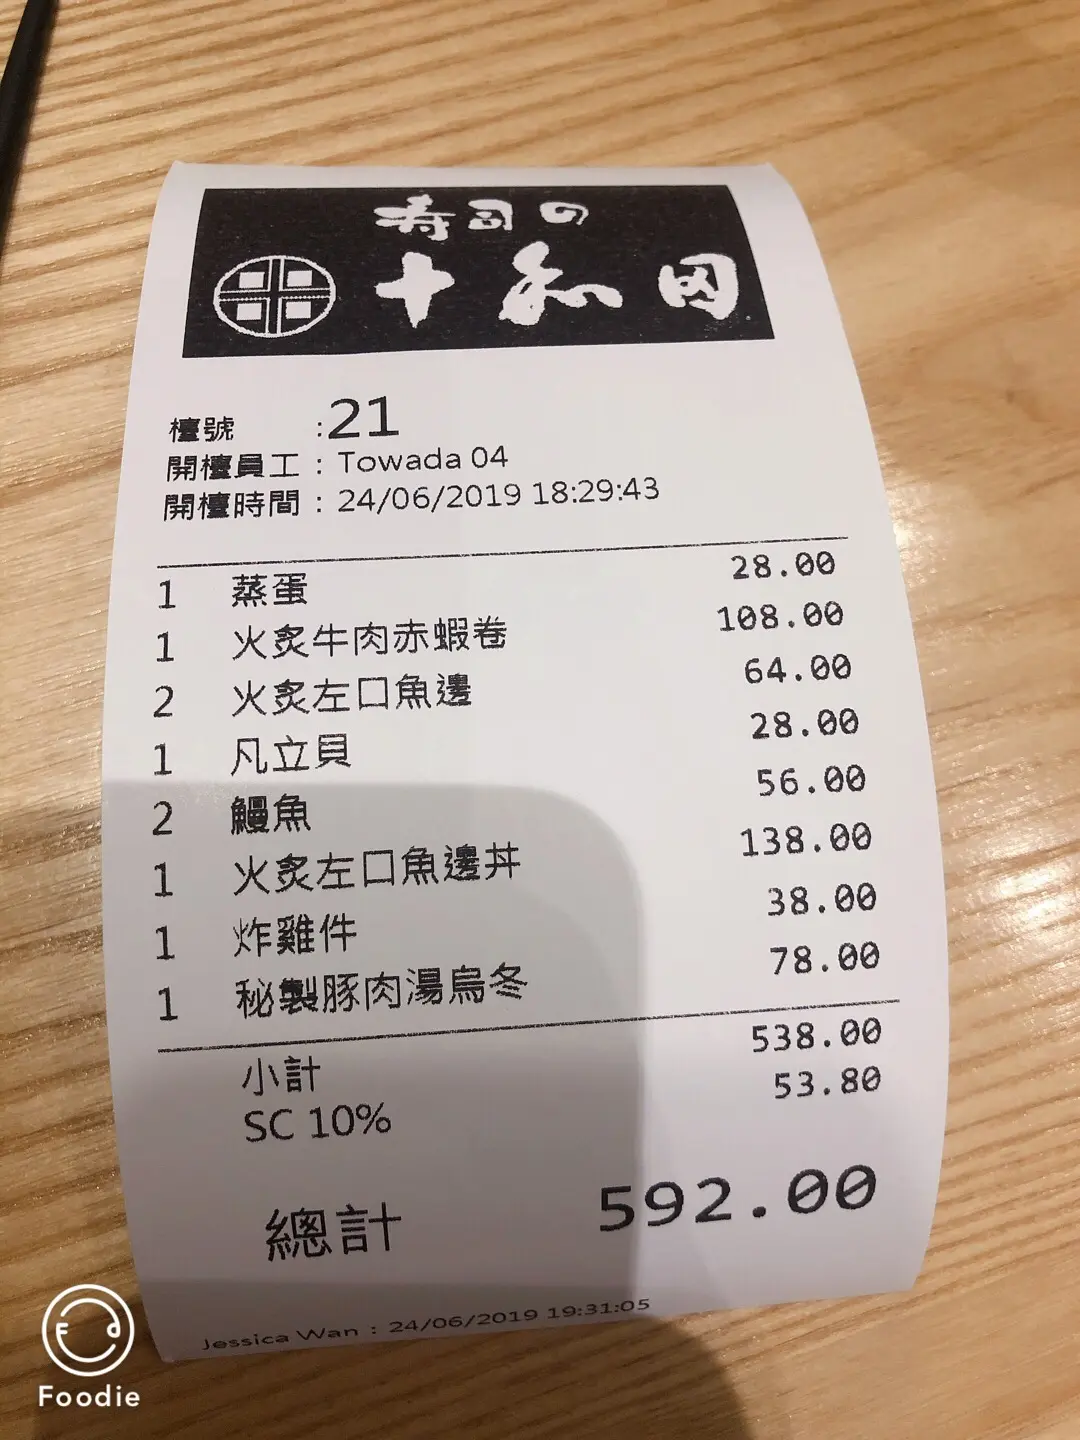 寿司の
十和田
檯號 :21
開檯員工 : Towada 04
開檯時間 : 24/06/2019 18:29:43
1 蒸蛋 28.00
1 火炙牛肉赤蝦卷 108.00
2 火炙左口魚邊 64.00
1 凡立貝 28.00
2 鰻魚 56.00
1 火炙左口魚邊丼 138.00
1 炸雞件 38.00
1 秘製豚肉湯烏冬 78.00
小計 538.00
SC 10% 53.80
總計 592.00
Jessica Wan : 24/06/2019 19:31:05
Foodie